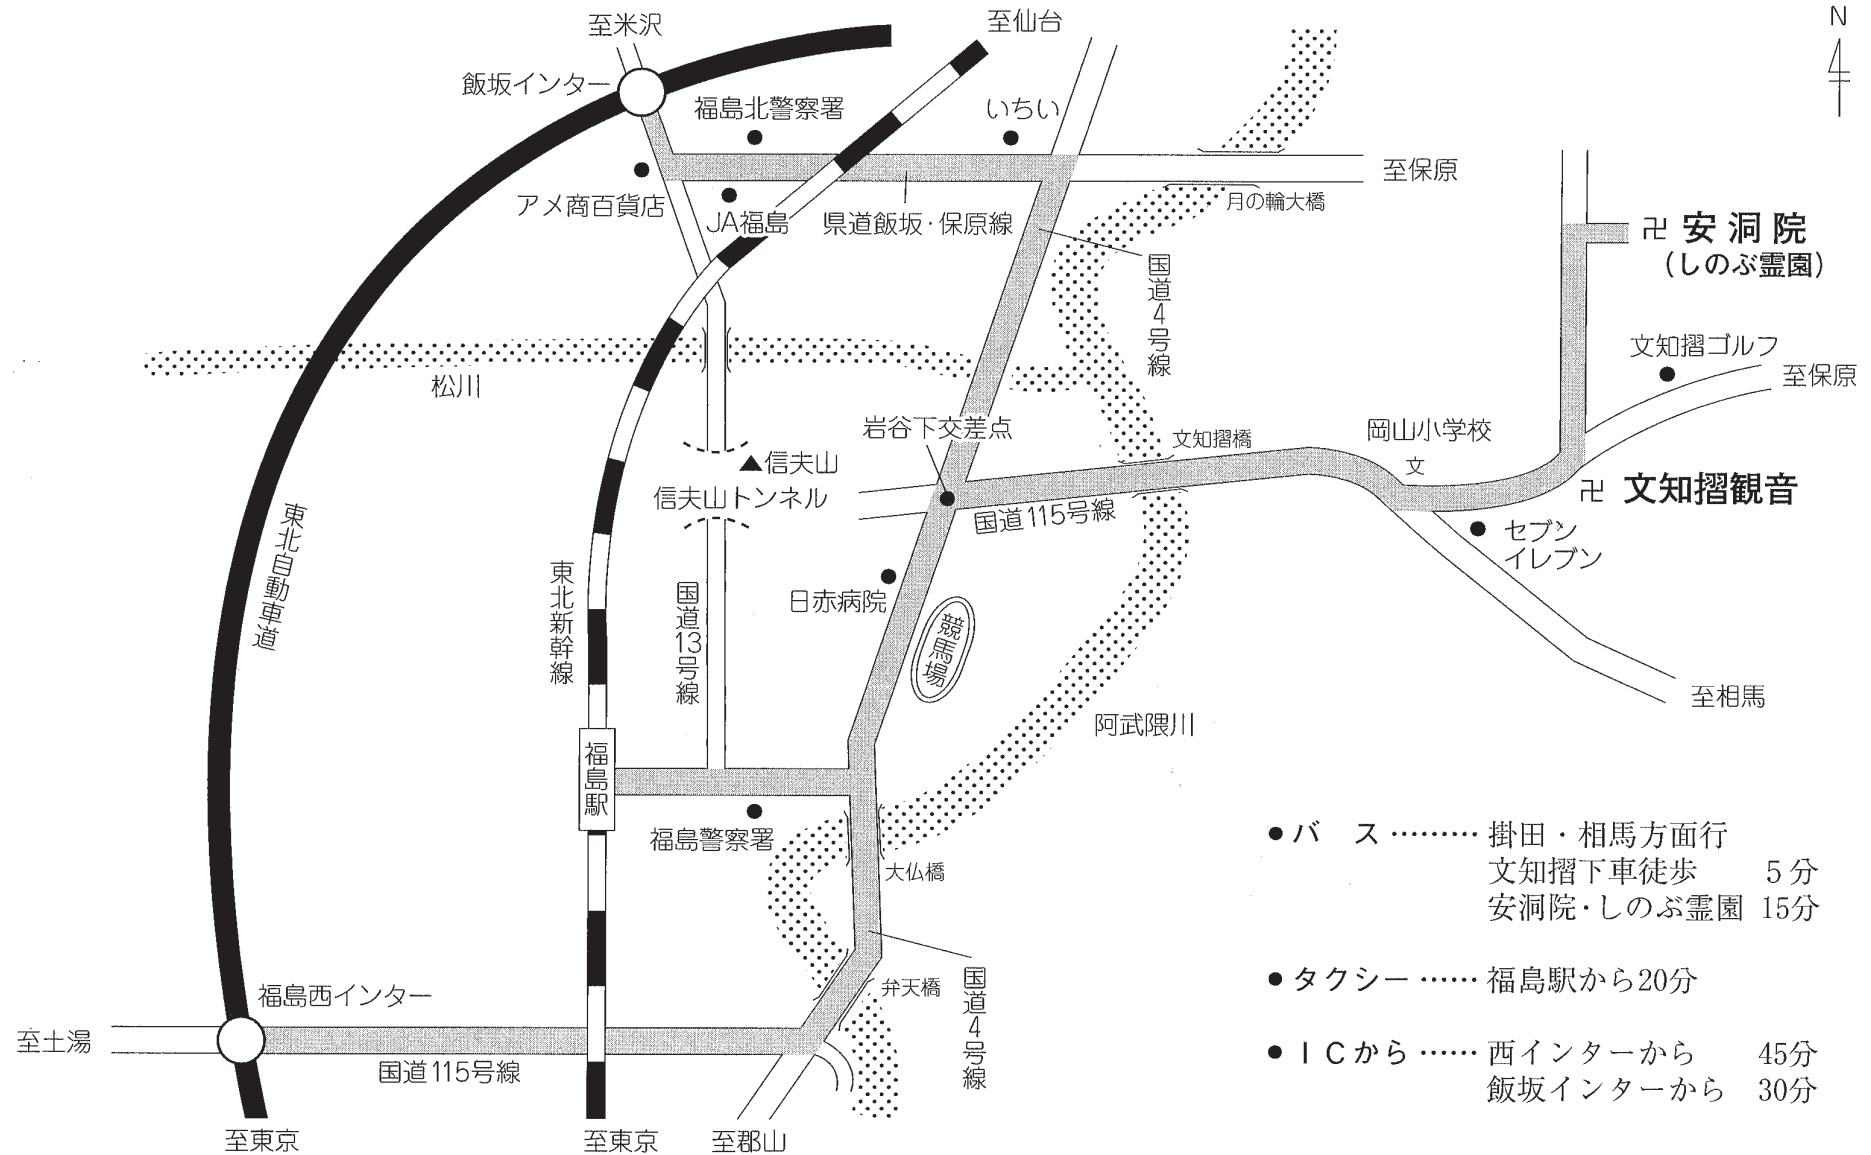 至米沢
至仙台
N
飯坂インター
福島北警察署
いちい
至保原
アメ商百貨店
JA福島
県道飯坂・保原線
月の輪大橋
卍 安洞院
(しのぶ霊園)
国道4号線
文知摺ゴルフ
至保原
松川
岩谷下交差点
文知摺橋
岡山小学校
文
▲信夫山
信夫山トンネル
卍 文知摺観音
国道115号線
セブン
イレブン
東北自動車道
東北新幹線
国道13号線
日赤病院
競馬場
至相馬
阿武隈川
福島駅
福島警察署
大仏橋
●バ ス………掛田・相馬方面行
文知摺下車徒歩 5分
安洞院・しのぶ霊園 15分
●タクシー……福島駅から20分
●ICから……西インターから 45分
飯坂インターから 30分
福島西インター
弁天橋
国道4号線
至土湯
国道115号線
至東京
至東京
至郡山